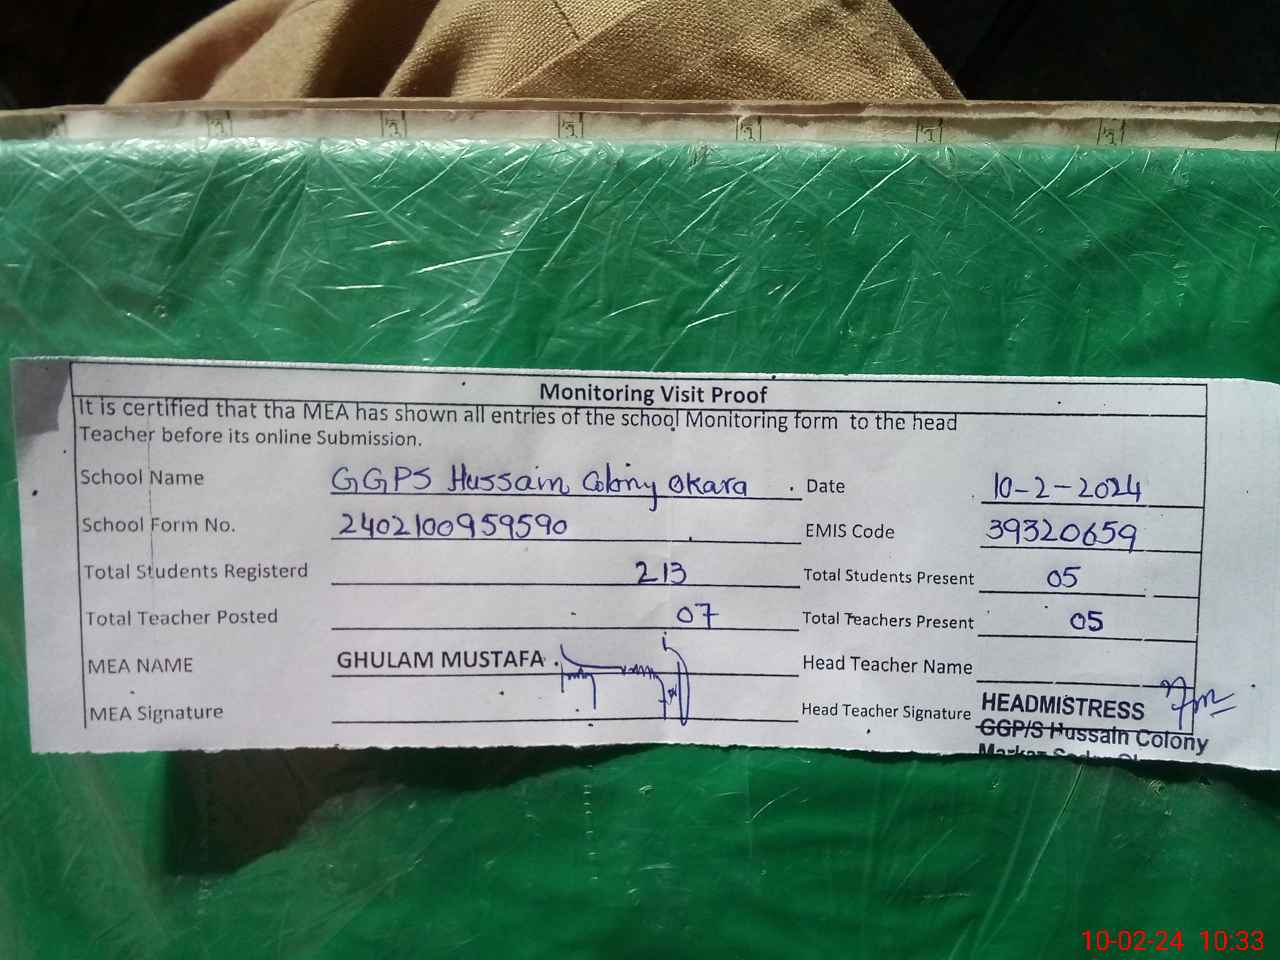 Monitoring Visit Proof
It is certified that tha MEA has shown all entries of the school Monitoring form to the head
Teacher before its online Submission.
School Name GGPS Hussain Colony Okara Date 10-2-2024
School Form No. 2402100959590 EMIS Code 39320659
Total Students Registerd 213 Total Students Present 05
Total Teacher Posted 07 Total Teachers Present 05
MEA NAME GHULAM MUSTAFA Head Teacher Name
MEA Signature Head Teacher Signature HEADMISTRESS
GGP/S Hussain Colony
Markaz
10-02-24 10:33